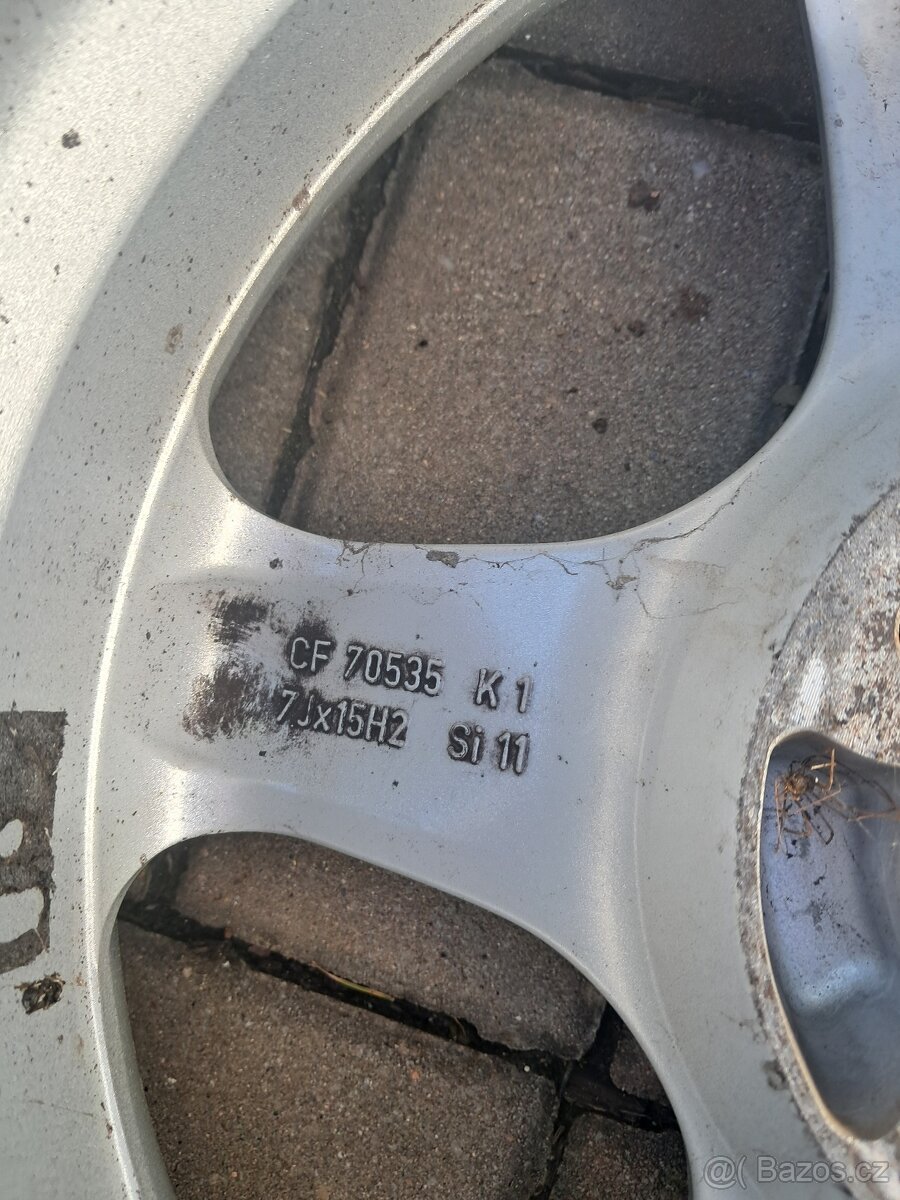 CF 70535 K 1
7Jx15H2 Si 11
@( Bazos.cz